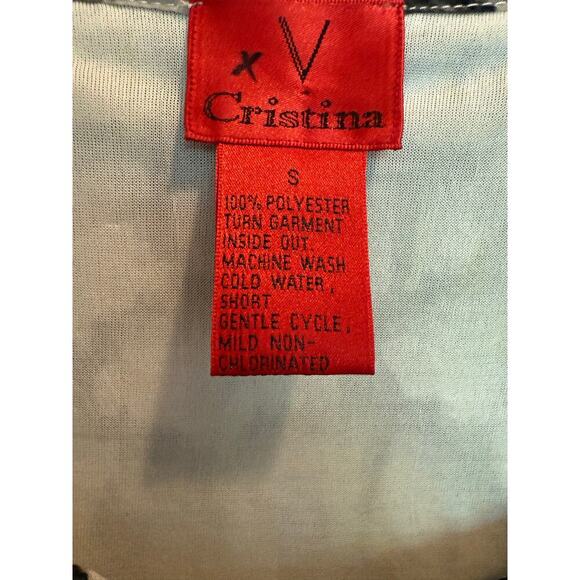 x V
Cristina
S
100% POLYESTER
TURN GARMENT
INSIDE OUT,
MACHINE WASH
COLD WATER,
SHORT
GENTLE CYCLE,
MILD NON-
CHLORINATED